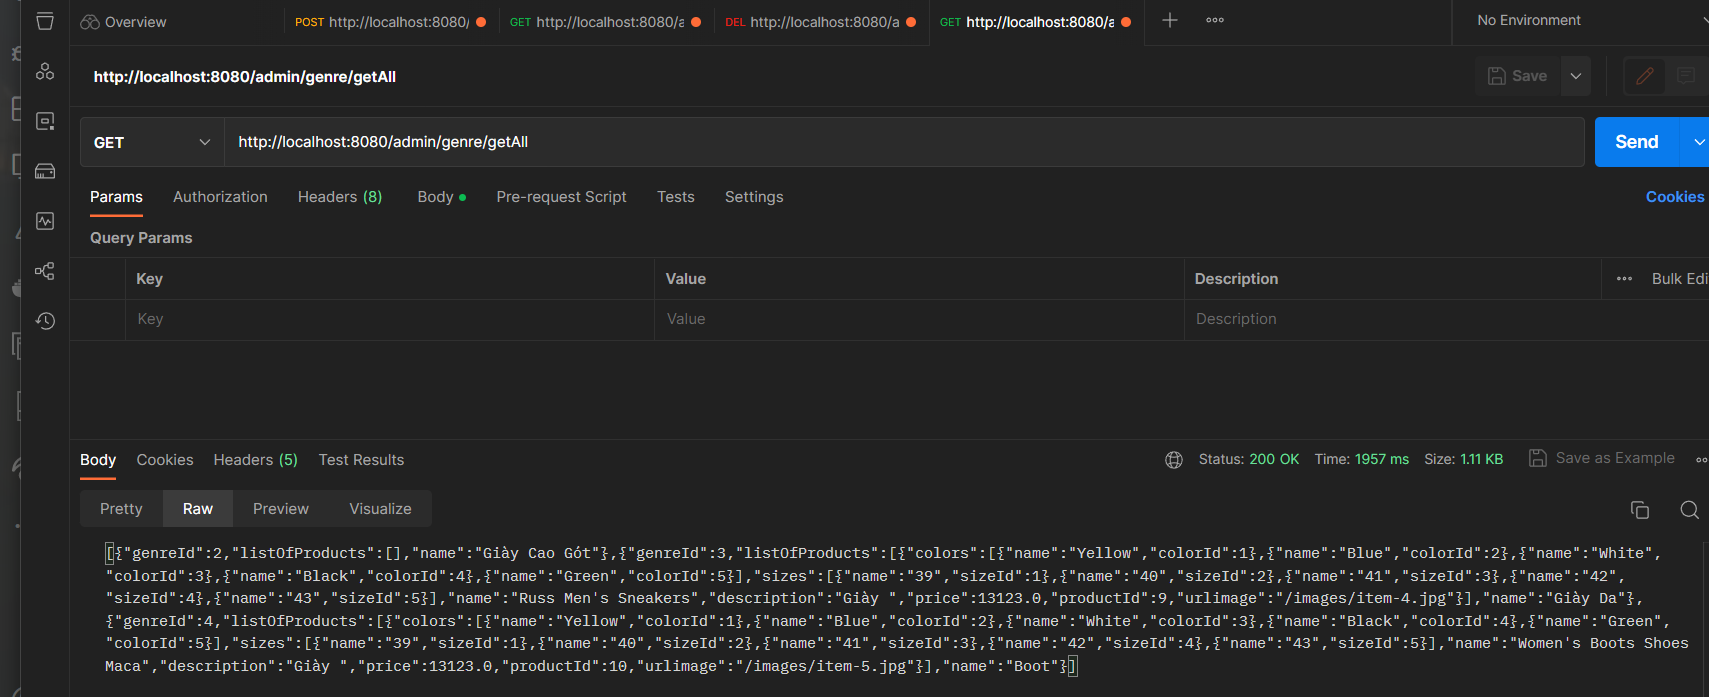 Overview
POST http://localhost:8080/
GET http://localhost:8080/a
DEL http://localhost:8080/a
GET http://localhost:8080/a
No Environment
http://localhost:8080/admin/genre/getAll
Save
GET
http://localhost:8080/admin/genre/getAll
Send
Params Authorization Headers (8) Body Pre-request Script Tests Settings Cookies
Query Params
Key Value Description Bulk Edi
Key Value Description
Body Cookies Headers (5) Test Results Status: 200 OK Time: 1957 ms Size: 1.11 KB Save as Example
Pretty Raw Preview Visualize
[{"genreId":2,"listOfProducts":[],"name":"Giày Cao Gót"},{"genreId":3,"listOfProducts":[{"colors":[{"name":"Yellow","colorId":1},{"name":"Blue","colorId":2},{"name":"White",
"colorId":3},{"name":"Black","colorId":4},{"name":"Green","colorId":5}],"sizes":[{"name":"39","sizeId":1},{"name":"40","sizeId":2},{"name":"41","sizeId":3},{"name":"42",
"sizeId":4},{"name":"43","sizeId":5}],"name":"Russ Men's Sneakers","description":"Giày ","price":13123.0,"productId":9,"urlimage":"/images/item-4.jpg"}],"name":"Giày Da"},
{"genreId":4,"listOfProducts":[{"colors":[{"name":"Yellow","colorId":1},{"name":"Blue","colorId":2},{"name":"White","colorId":3},{"name":"Black","colorId":4},{"name":"Green",
"colorId":5}],"sizes":[{"name":"39","sizeId":1},{"name":"40","sizeId":2},{"name":"41","sizeId":3},{"name":"42","sizeId":4},{"name":"43","sizeId":5}],"name":"Women's Boots Shoes
Maca","description":"Giày ","price":13123.0,"productId":10,"urlimage":"/images/item-5.jpg"}],"name":"Boot"}]